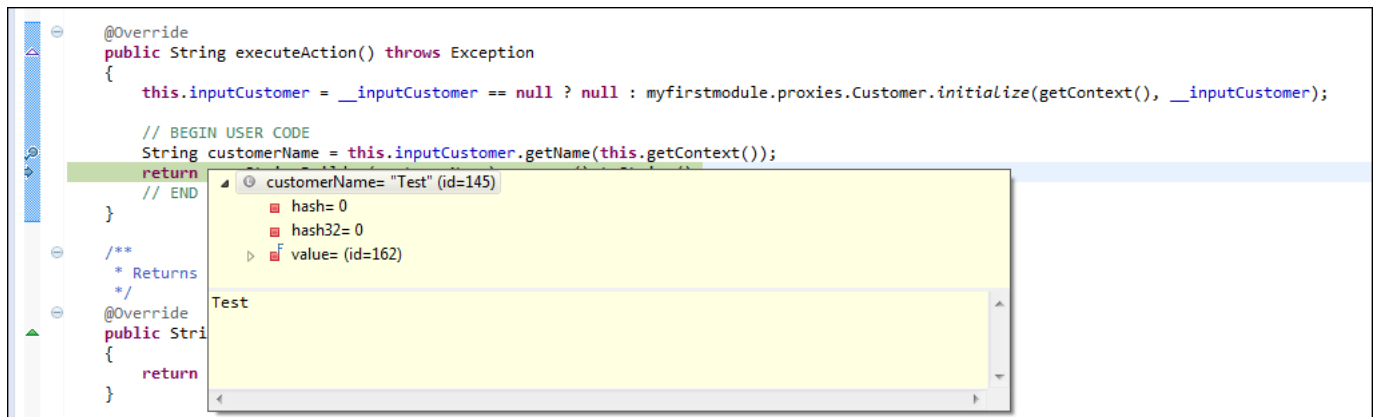 @Override
public String executeAction() throws Exception
{
this.inputCustomer = __inputCustomer == null ? null : myfirstmodule.proxies.Customer.initialize(getContext(), __inputCustomer);
// BEGIN USER CODE
String customerName = this.inputCustomer.getName(this.getContext());
return
// END
}
/**
* Returns
*/
@Override
public Stri
{
return
}
customerName= "Test" (id=145)
hash= 0
hash32= 0
F value= (id=162)
Test